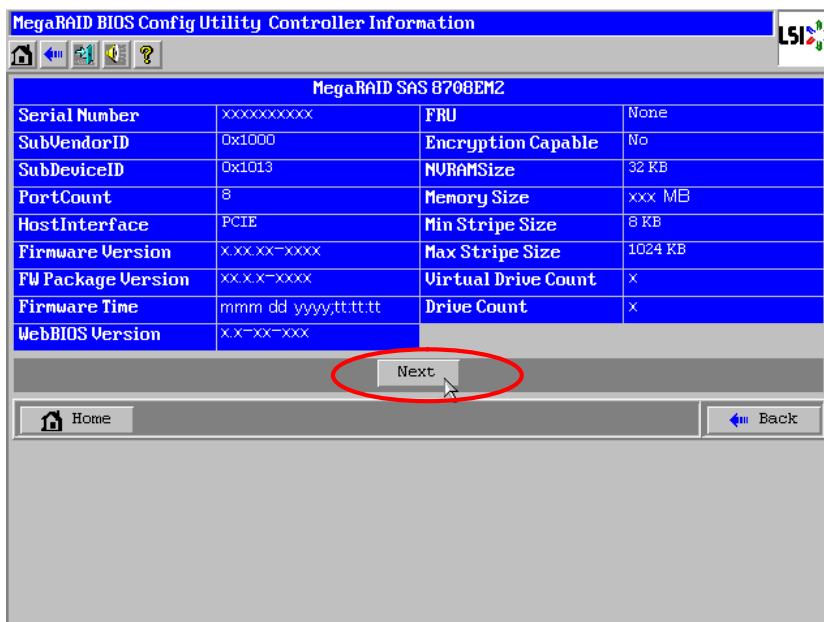 MegaRAID BIOS Config Utility Controller Information
LSI
MegaRAID SAS 8708EM2
Serial Number xxxxxxxxxx FRU None
SubVendorID 0x1000 Encryption Capable No
SubDeviceID 0x1013 NVRAMSize 32 KB
PortCount 8 Memory Size xxx MB
HostInterface PCIE Min Stripe Size 8 KB
Firmware Version x.xx.xx-xxxx Max Stripe Size 1024 KB
FW Package Version xx.x.x-xxxx Virtual Drive Count x
Firmware Time mmm dd yyyy;tt:tt:tt Drive Count x
WebBIOS Version x.x-xx-xxx
Next
Home Back